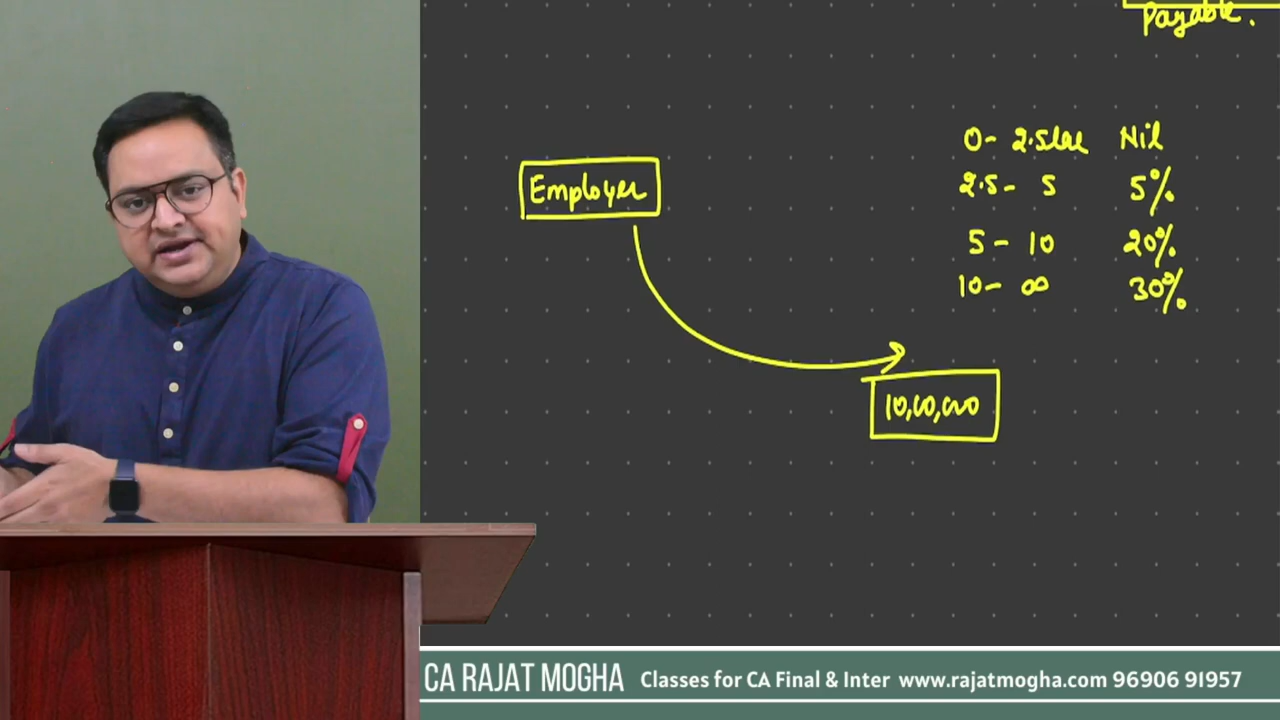 Payable.
0- 2.5lac Nil
Employer
2.5- 5 5%
5 - 10 20%
10- ∞ 30%
10,00,000
CA RAJAT MOGHA Classes for CA Final & Inter www.rajatmogha.com 96906 91957